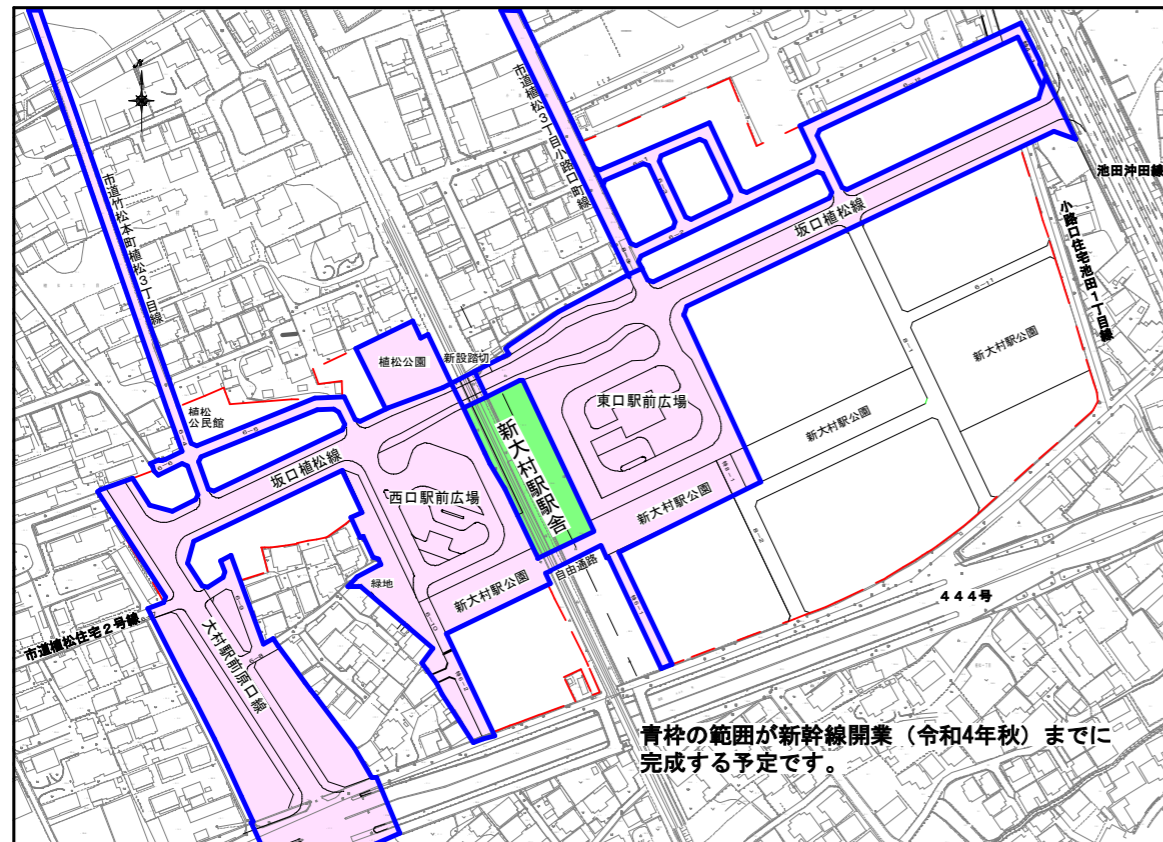 市道竹松本町植松3丁目線
市道植松3丁目小路口町線
池田沖田線
小路口住宅池田1丁目線
坂口植松線
植松公園
新設踏切
植松
公民館
新大村駅公園
東口駅前広場
新大村駅公園
新大村駅駅舎
坂口植松線
西口駅前広場
新大村駅公園
緑地
自由通路
新大村駅公園
444号
市道植松住宅2号線
大村駅前原口線
6-11
6-10
青枠の範囲が新幹線開業（令和4年秋）までに
完成する予定です。